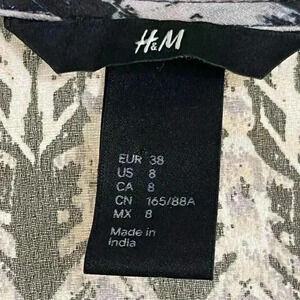 H&M
EUR 38
US 8
CA 8
CN 165/88A
MX 8
Made in
India